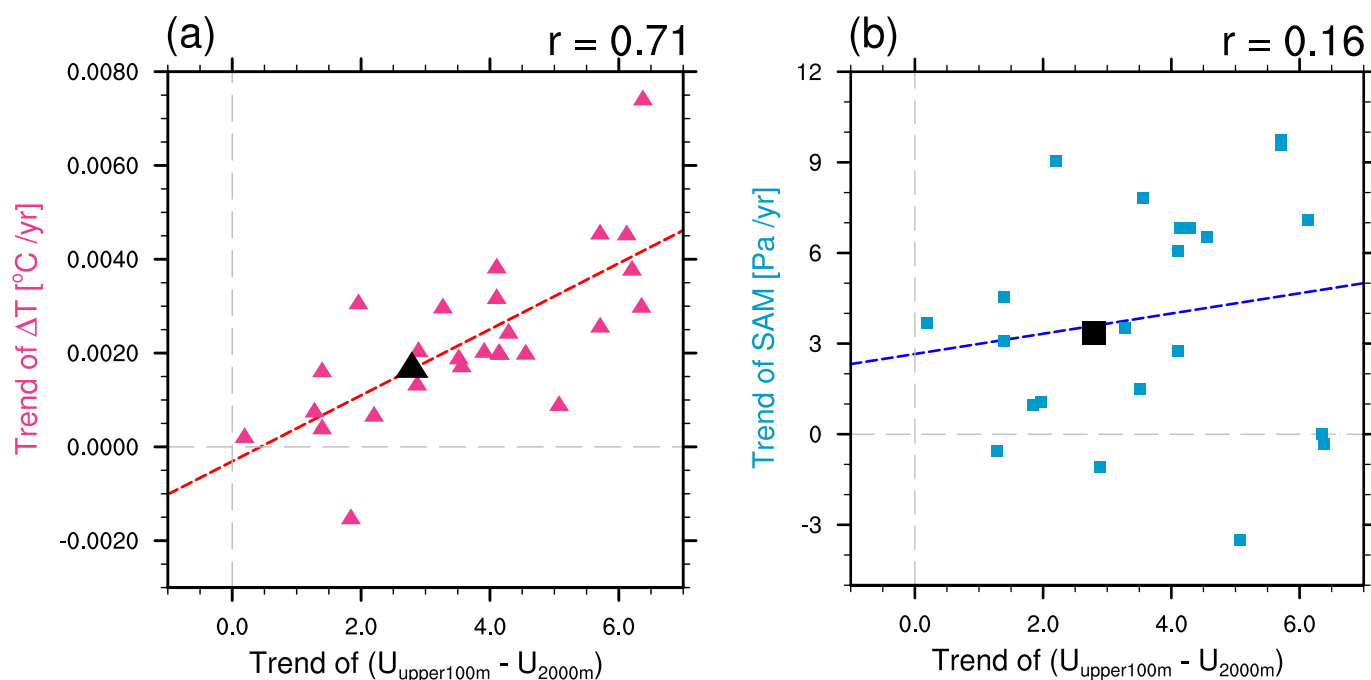 (a)
r = 0.71
0.0080
0.0060
0.0040
0.0020
0.0000
-0.0020
Trend of ΔT [°C /yr]
0.0
2.0
4.0
6.0
Trend of (Uupper100m - U2000m)
(b)
r = 0.16
12
9
6
3
0
-3
Trend of SAM [Pa /yr]
0.0
2.0
4.0
6.0
Trend of (Uupper100m - U2000m)